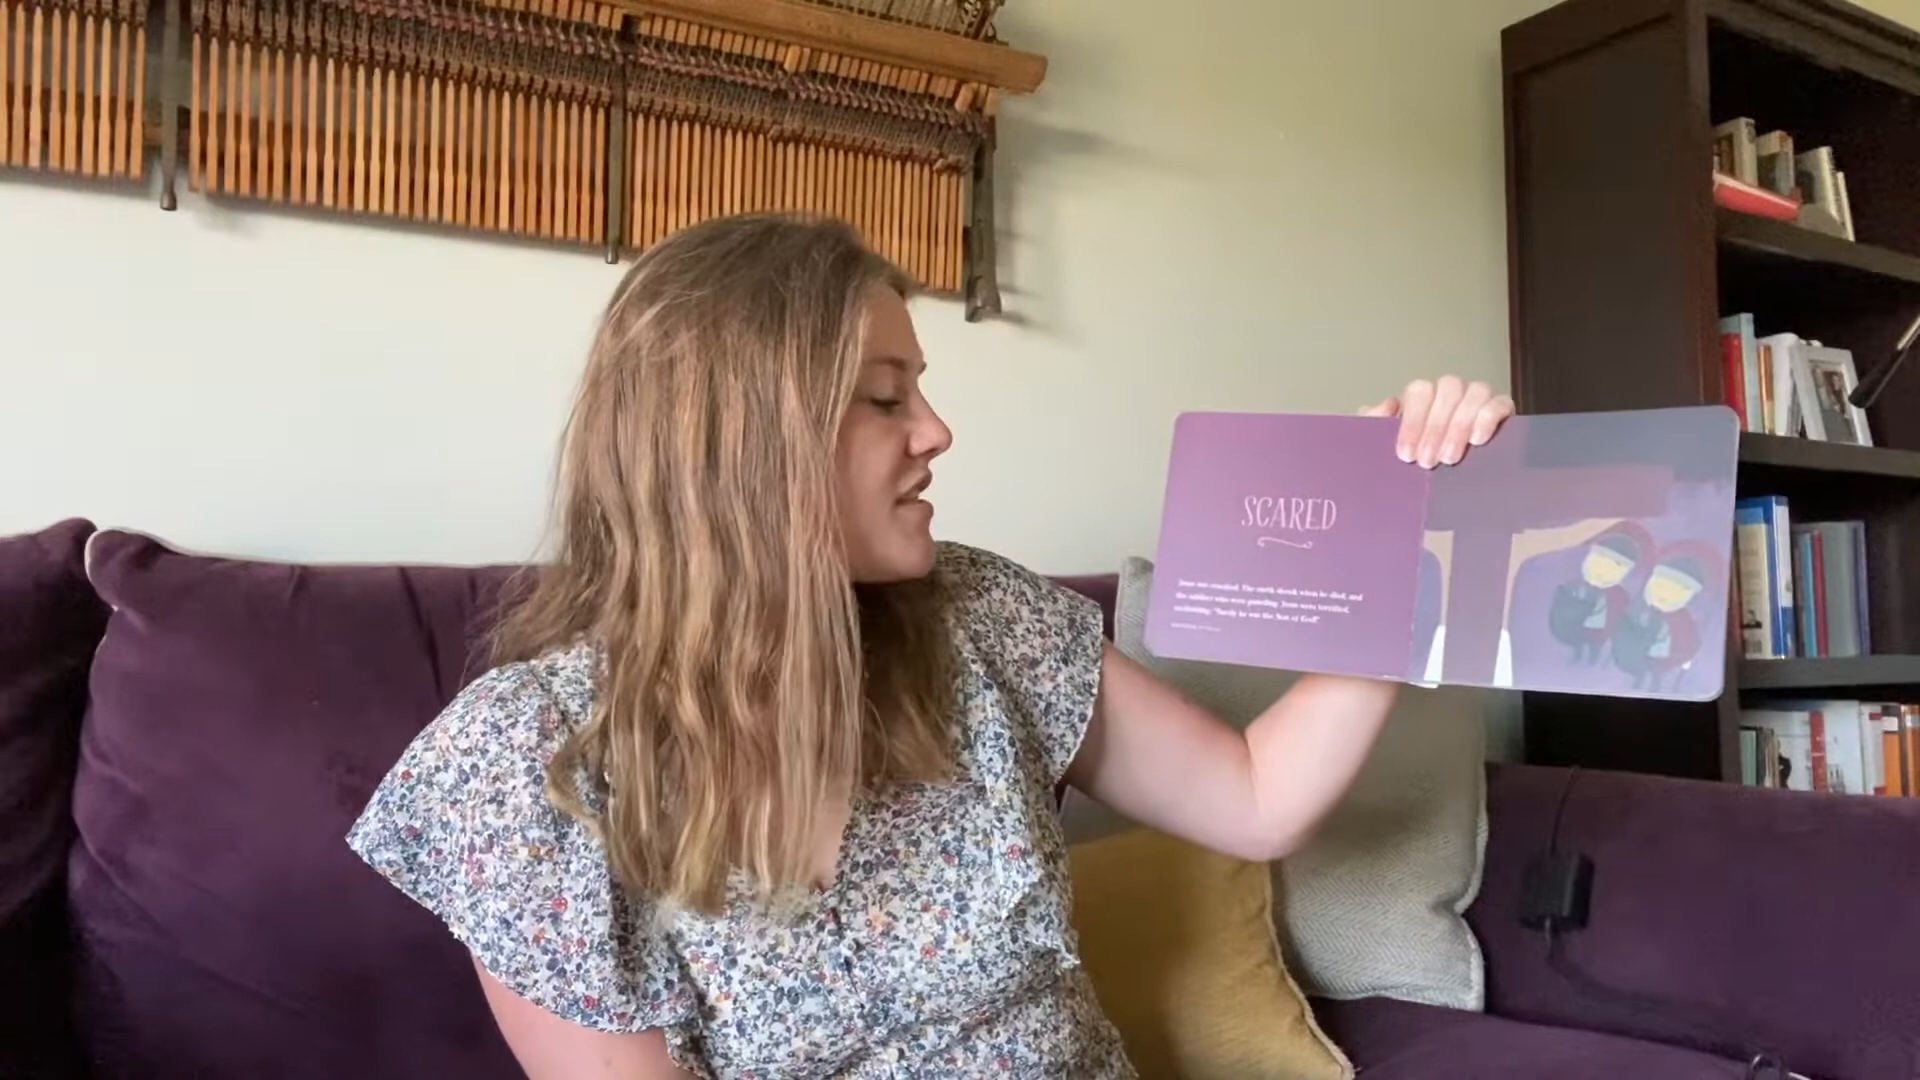 SCARED
Jesus was crucified. The earth shook when he died, and
the soldiers who were guarding Jesus were terrified,
exclaiming, "Surely he was the Son of God!"